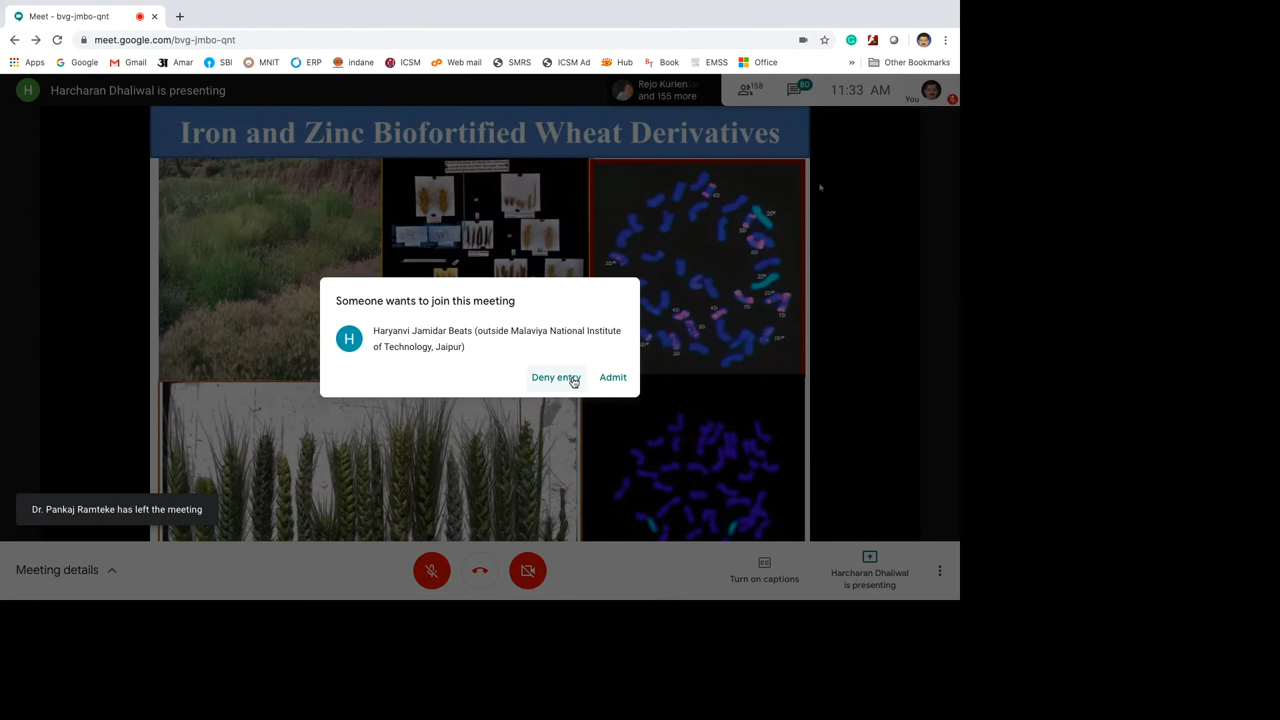 Meet - bvg-jmbo-qnt
meet.google.com/bvg-jmbo-qnt
Apps Google Gmail Amar SBI MNIT ERP indane ICSM Web mail SMRS ICSM Ad Hub Book EMSS Office » Other Bookmarks
H Harcharan Dhaliwal is presenting
Rejo Kurien
and 155 more
158
80
11:33 AM
You
Iron and Zinc Biofortified Wheat Derivatives
Someone wants to join this meeting
H
Haryanvi Jamidar Beats (outside Malaviya National Institute
of Technology, Jaipur)
Deny entry Admit
Dr. Pankaj Ramteke has left the meeting
Meeting details
Turn on captions
Harcharan Dhaliwal
is presenting